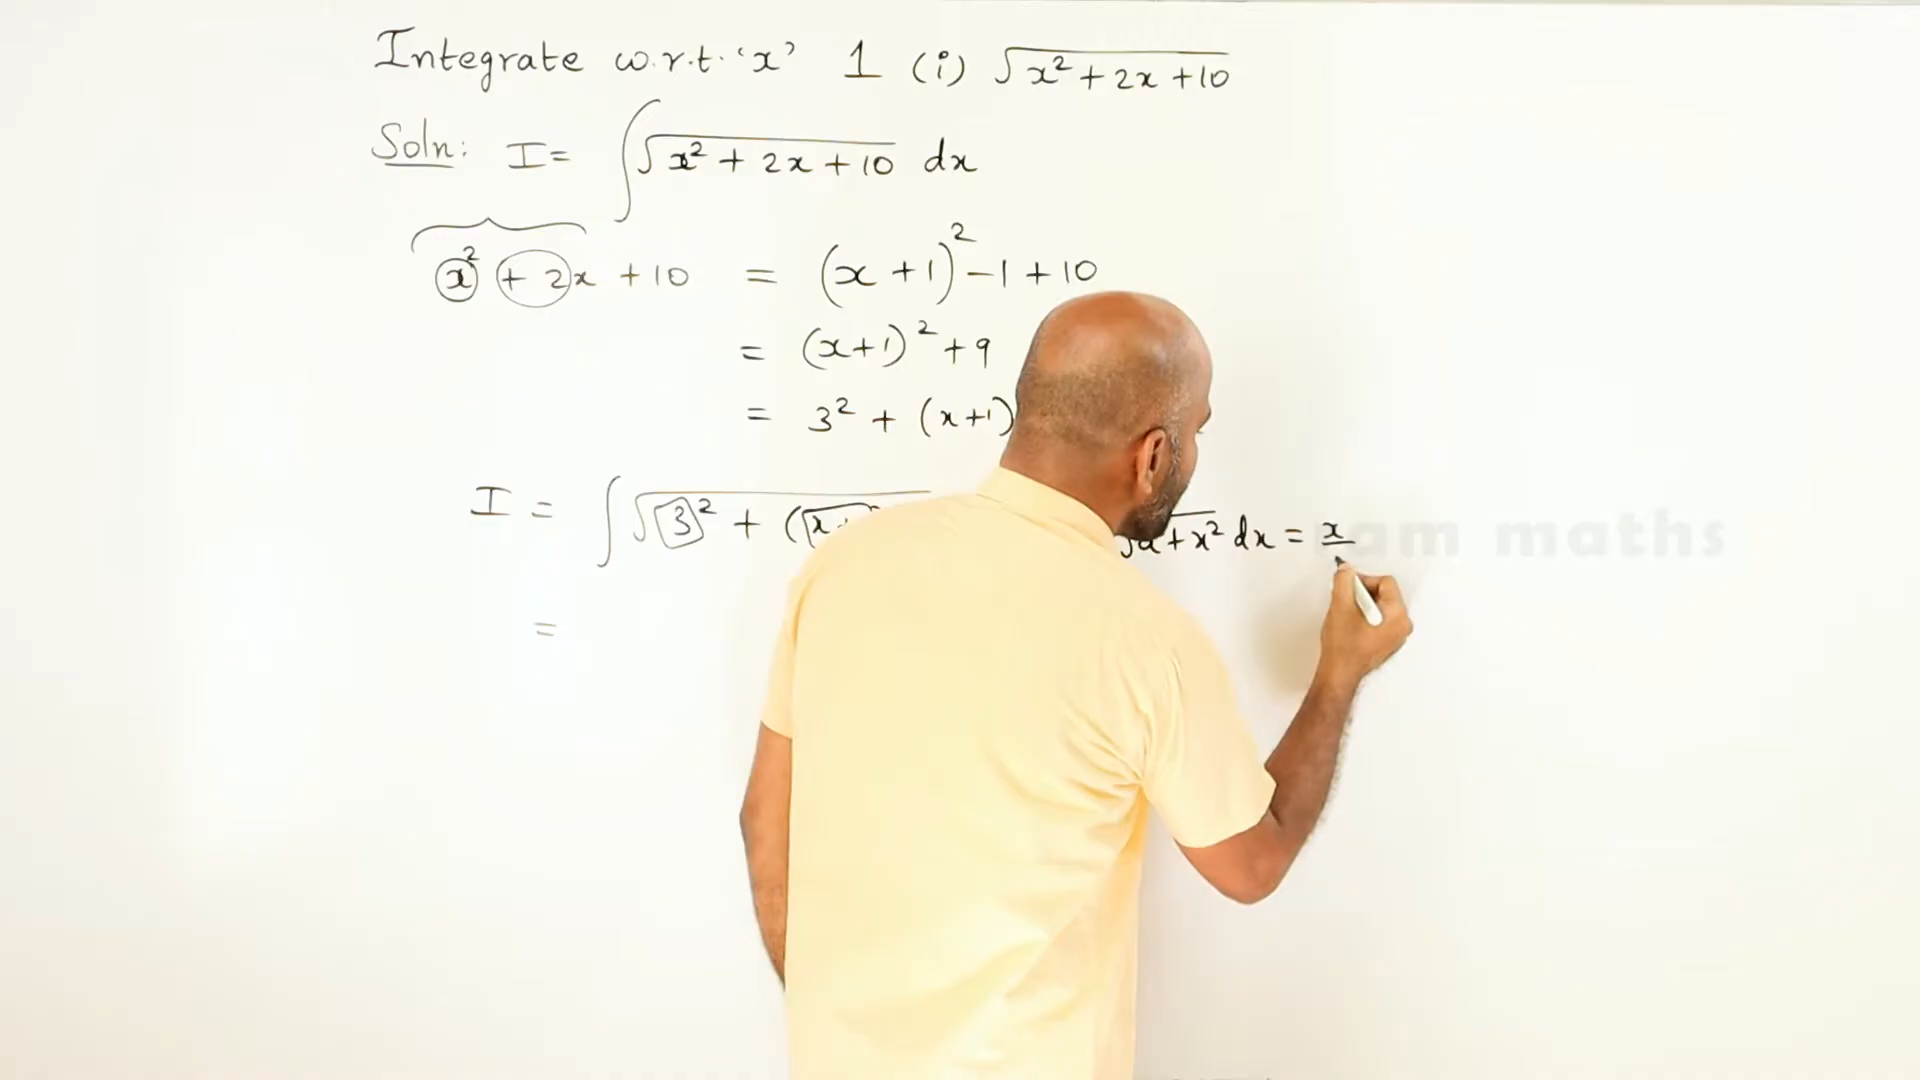 Integrate w.r.t. ‘x’ 1 (i) √x² + 2x + 10
Soln: I = ∫√x² + 2x + 10 dx
x² + 2x + 10 = (x + 1)² - 1 + 10
= (x+1)² + 9
= 3² + (x+1)
I = ∫√3² + (x
+ x² dx = x
=
am maths